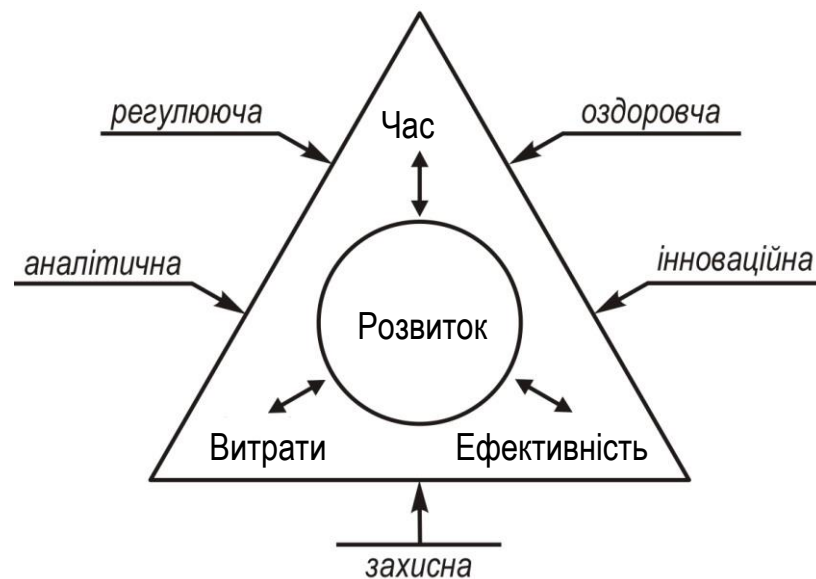 регулююча
оздоровча
Час
аналітична
інноваційна
Розвиток
Витрати
Ефективність
захисна